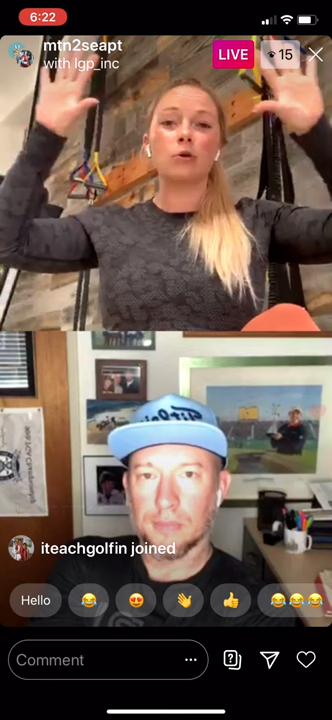 6:22
mtn2seapt
with lgp_inc
LIVE
15
iteachgolfin joined
Hello
Comment